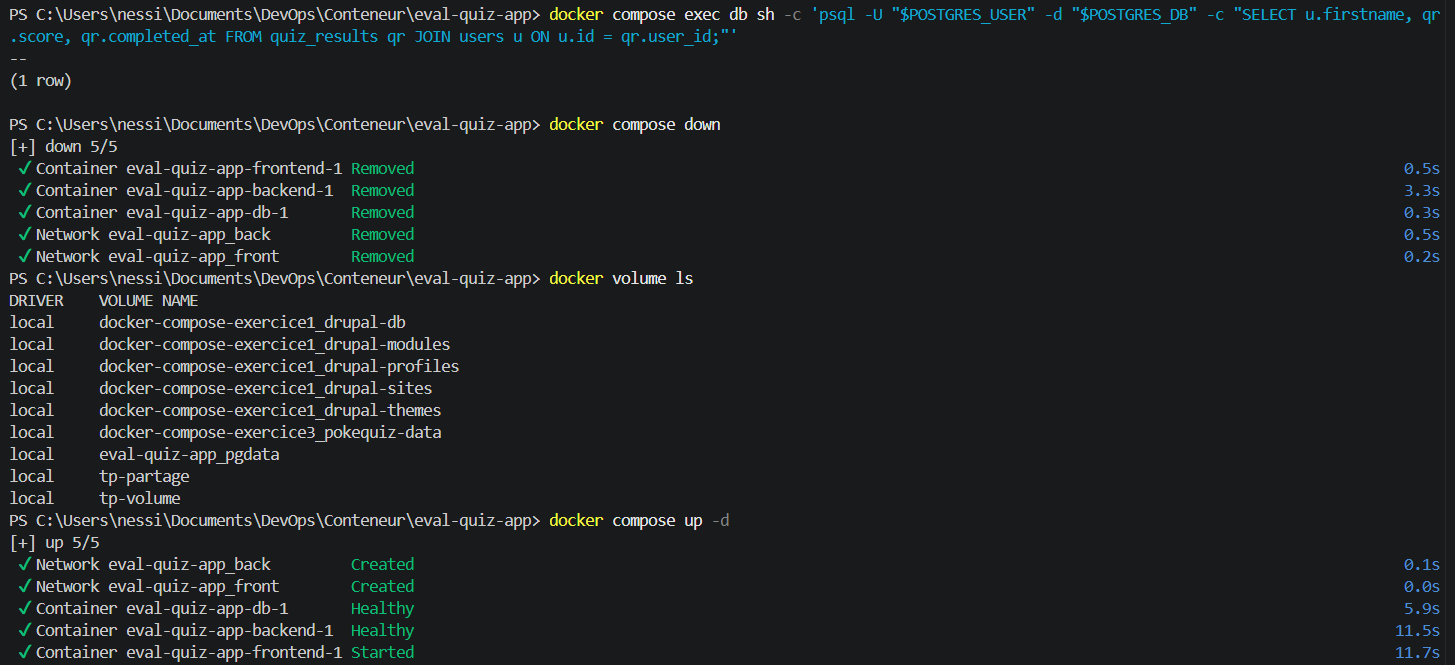 PS C:\Users\nessi\Documents\DevOps\Conteneur\eval-quiz-app> docker compose exec db sh -c 'psql -U "$POSTGRES_USER" -d "$POSTGRES_DB" -c "SELECT u.firstname, qr
.score, qr.completed_at FROM quiz_results qr JOIN users u ON u.id = qr.user_id;"'
--
(1 row)
PS C:\Users\nessi\Documents\DevOps\Conteneur\eval-quiz-app> docker compose down
[+] down 5/5
✓ Container eval-quiz-app-frontend-1 Removed 0.5s
✓ Container eval-quiz-app-backend-1 Removed 3.3s
✓ Container eval-quiz-app-db-1 Removed 0.3s
✓ Network eval-quiz-app_back Removed 0.5s
✓ Network eval-quiz-app_front Removed 0.2s
PS C:\Users\nessi\Documents\DevOps\Conteneur\eval-quiz-app> docker volume ls
DRIVER VOLUME NAME
local docker-compose-exercice1_drupal-db
local docker-compose-exercice1_drupal-modules
local docker-compose-exercice1_drupal-profiles
local docker-compose-exercice1_drupal-sites
local docker-compose-exercice1_drupal-themes
local docker-compose-exercice3_pokequiz-data
local eval-quiz-app_pgdata
local tp-partage
local tp-volume
PS C:\Users\nessi\Documents\DevOps\Conteneur\eval-quiz-app> docker compose up -d
[+] up 5/5
✓ Network eval-quiz-app_back Created 0.1s
✓ Network eval-quiz-app_front Created 0.0s
✓ Container eval-quiz-app-db-1 Healthy 5.9s
✓ Container eval-quiz-app-backend-1 Healthy 11.5s
✓ Container eval-quiz-app-frontend-1 Started 11.7s